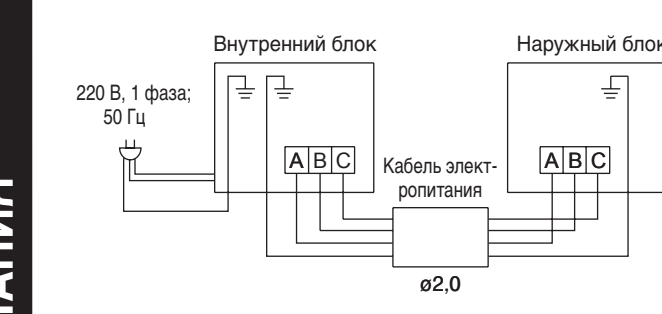 Внутренний блок
Наружный блок
220 В, 1 фаза;
50 Гц
A B C
A B C
Кабель элект-
ропитания
ø2,0